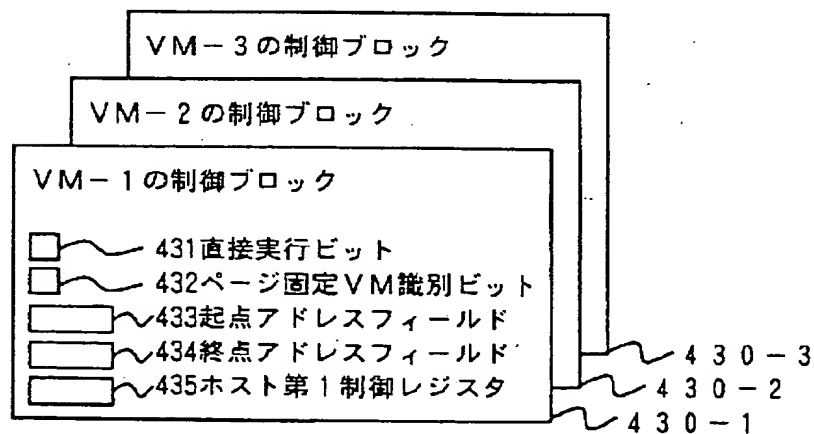 VM-3の制御ブロック
VM-2の制御ブロック
VM-1の制御ブロック
431直接実行ビット
432ページ固定VM識別ビット
433起点アドレスフィールド
434終点アドレスフィールド
435ホスト第1制御レジスタ
430-3
430-2
430-1